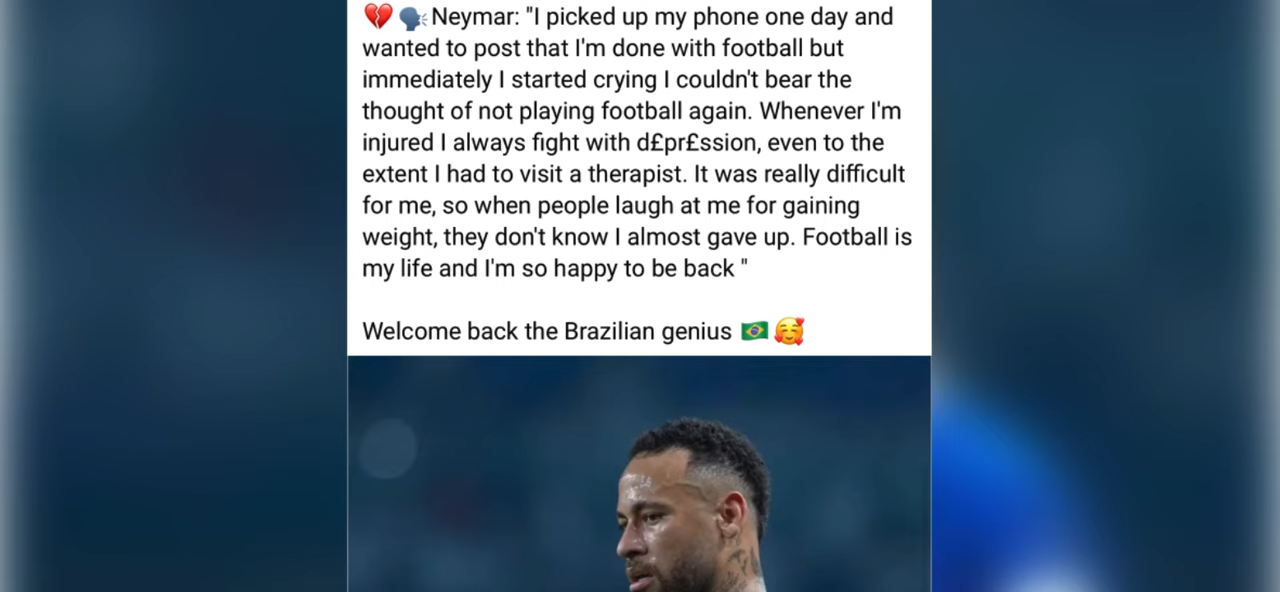 💔 🗣️Neymar: "I picked up my phone one day and
wanted to post that I'm done with football but
immediately I started crying I couldn't bear the
thought of not playing football again. Whenever I'm
injured I always fight with d£pr£ssion, even to the
extent I had to visit a therapist. It was really difficult
for me, so when people laugh at me for gaining
weight, they don't know I almost gave up. Football is
my life and I'm so happy to be back "
Welcome back the Brazilian genius 🇧🇷 🥰